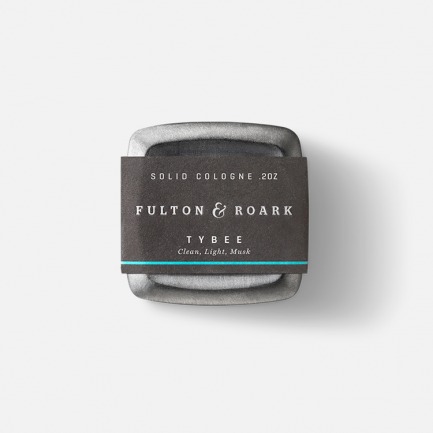 SOLID COLOGNE .2OZ
FULTON & ROARK
TYBEE
Clean, Light, Musk